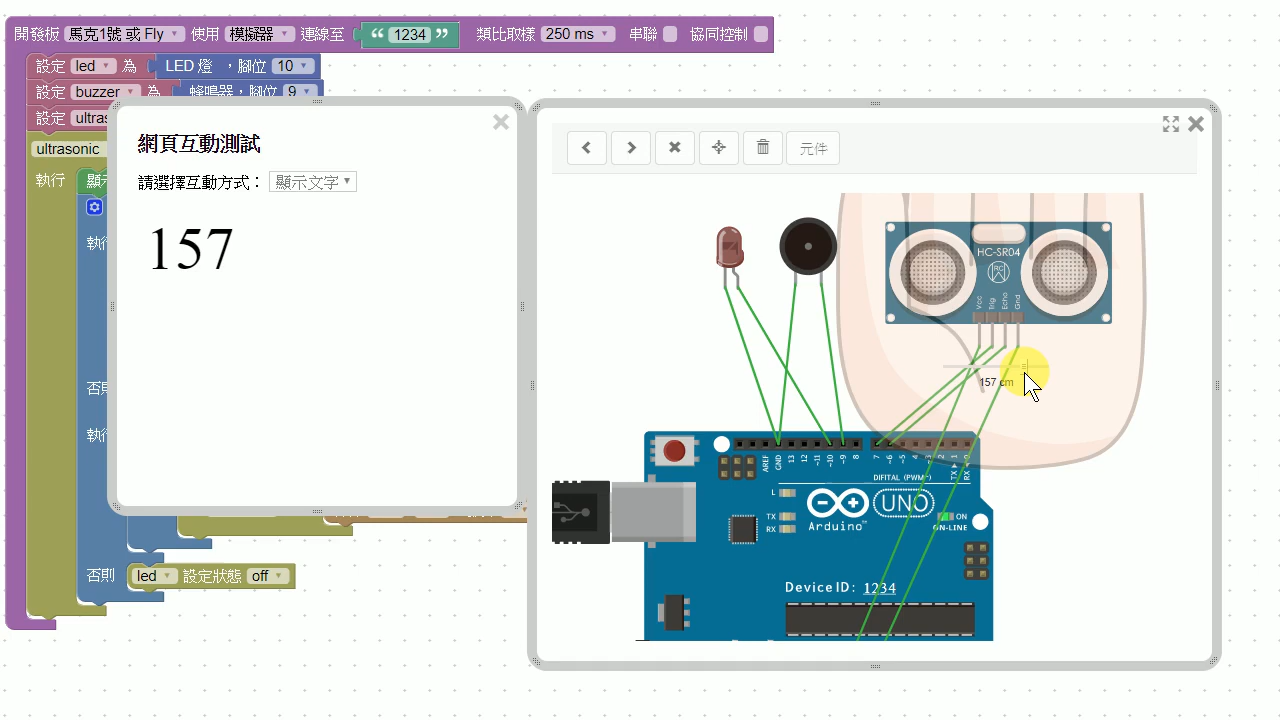 開發板 馬克1號 或 Fly 使用 模擬器 連線至 “ 1234 ” 類比取樣 250 ms 串聯 協同控制
設定 led 為 LED 燈 ，腳位 10
設定 buzzer 為 蜂鳴器，腳位 9
設定 ultras
ultrasonic
執行 顯示
執行
否則
執行
否則 led 設定狀態 off
網頁互動測試
請選擇互動方式： 顯示文字
157
元件
HC-SR04
Vcc Trig Echo Gnd
157 cm
AREF GND 13 12 ~11 ~10 ~9 8 7 ~6 ~5 4 ~3 2 TX 1 RX 0
DIFITAL (PWM~)
L
TX
RX
Arduino™
UNO
ON
ON-LINE
Device ID: 1234